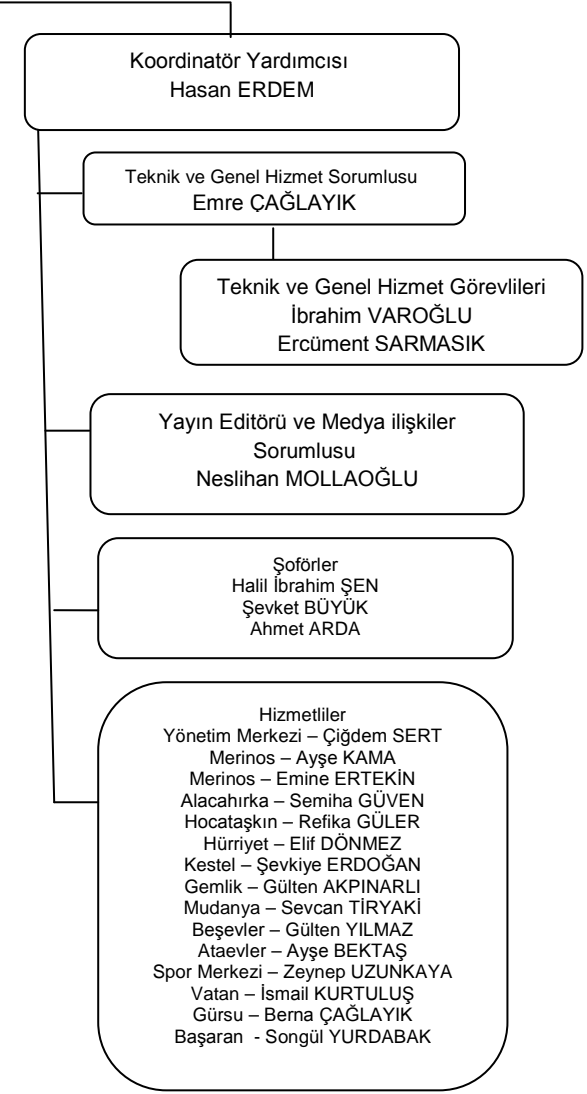 Koordinatör Yardımcısı
Hasan ERDEM
Teknik ve Genel Hizmet Sorumlusu
Emre ÇAĞLAYIK
Teknik ve Genel Hizmet Görevlileri
İbrahim VAROĞLU
Ercüment SARMASIK
Yayın Editörü ve Medya ilişkiler
Sorumlusu
Neslihan MOLLAOĞLU
Şoförler
Halil İbrahim ŞEN
Şevket BÜYÜK
Ahmet ARDA
Hizmetliler
Yönetim Merkezi – Çiğdem SERT
Merinos – Ayşe KAMA
Merinos – Emine ERTEKİN
Alacahırka – Semiha GÜVEN
Hocataşkın – Refika GÜLER
Hürriyet – Elif DÖNMEZ
Kestel – Şevkiye ERDOĞAN
Gemlik – Gülten AKPINARLI
Mudanya – Sevcan TİRYAKİ
Beşevler – Gülten YILMAZ
Ataevler – Ayşe BEKTAŞ
Spor Merkezi – Zeynep UZUNKAYA
Vatan – İsmail KURTULUŞ
Gürsu – Berna ÇAĞLAYIK
Başaran - Songül YURDABAK